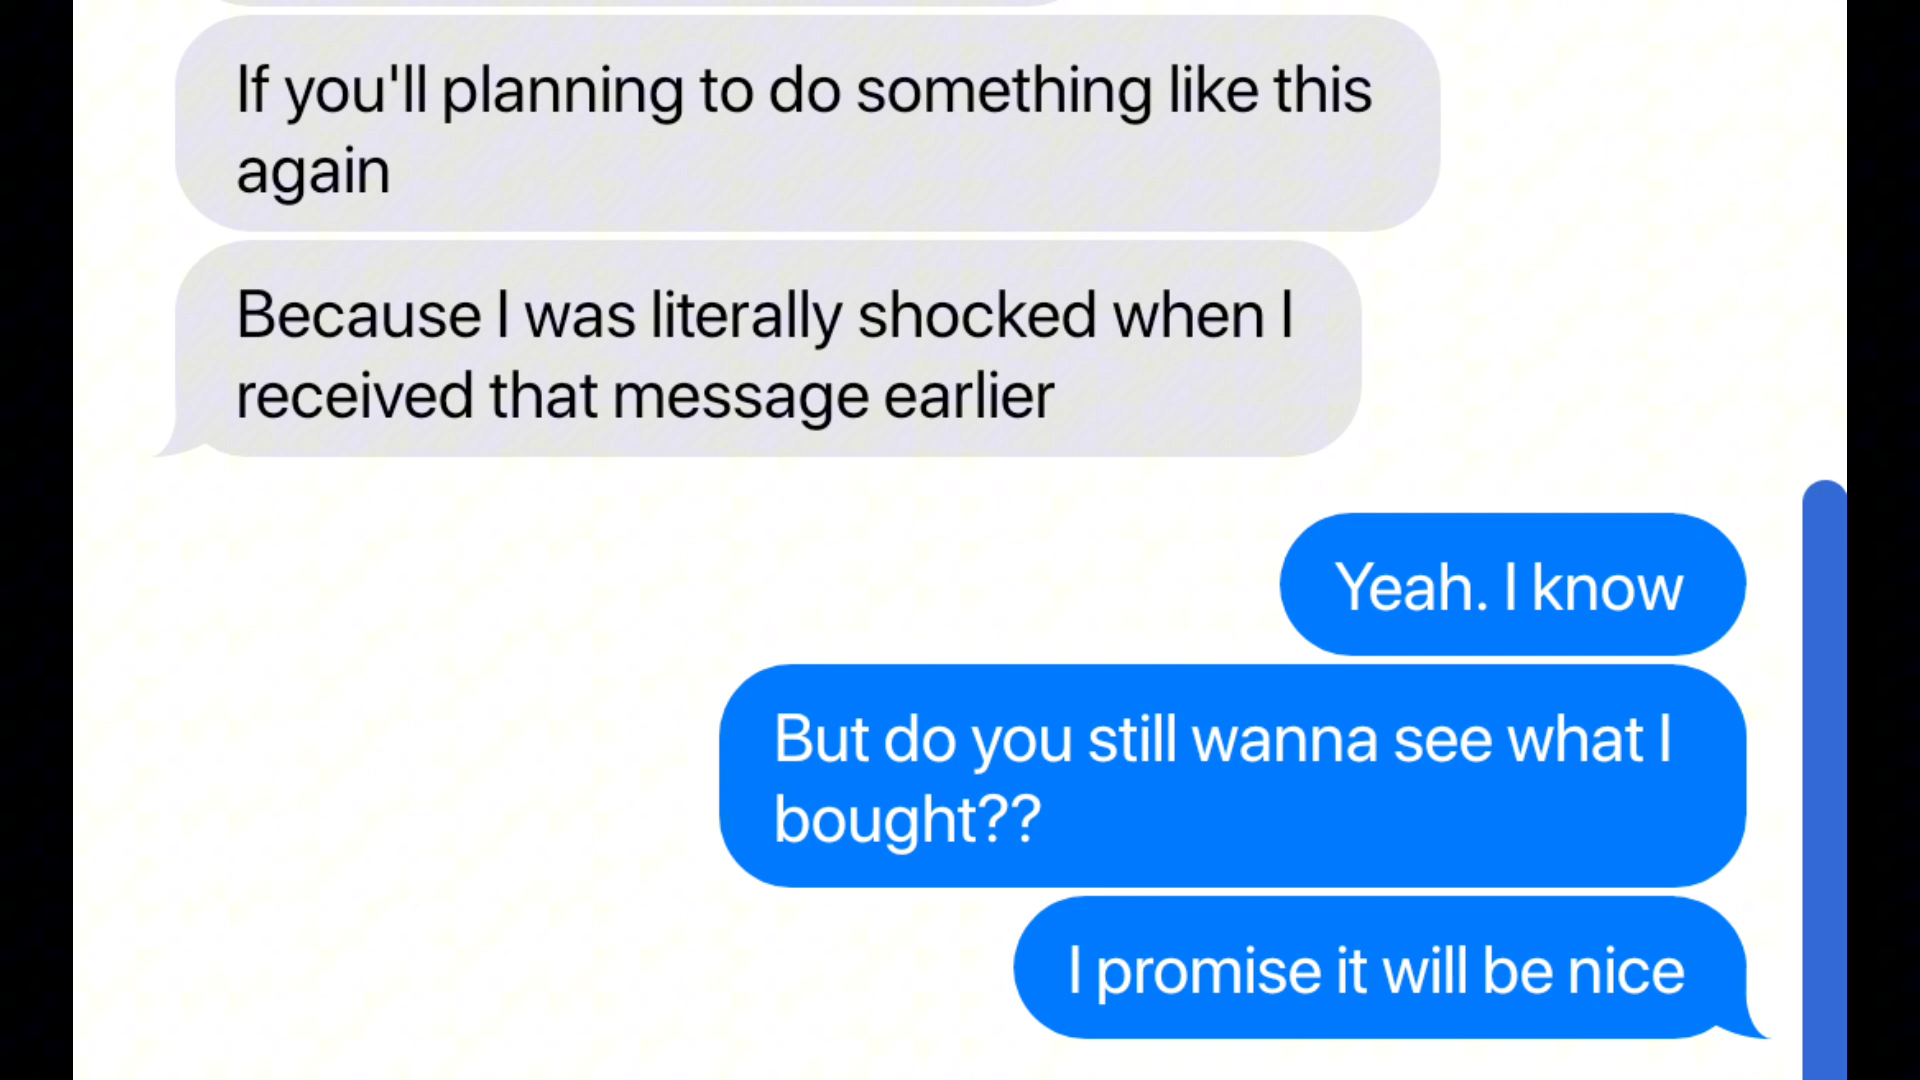 If you'll planning to do something like this
again
Because I was literally shocked when I
received that message earlier
Yeah. I know
But do you still wanna see what I
bought??
I promise it will be nice